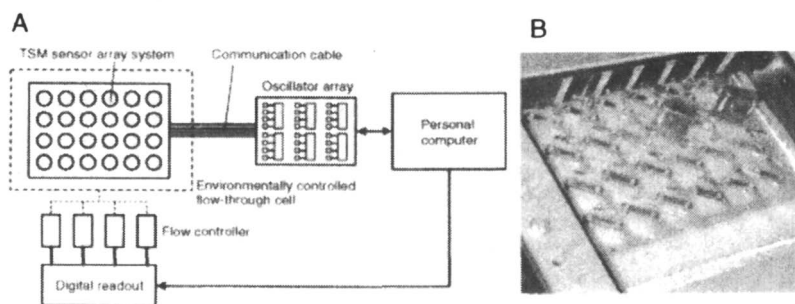 A
B
TSM sensor array system
Communication cable
Oscillator array
Personal
computer
Environmentally controlled
flow-through cell
Flow controller
Digital readout